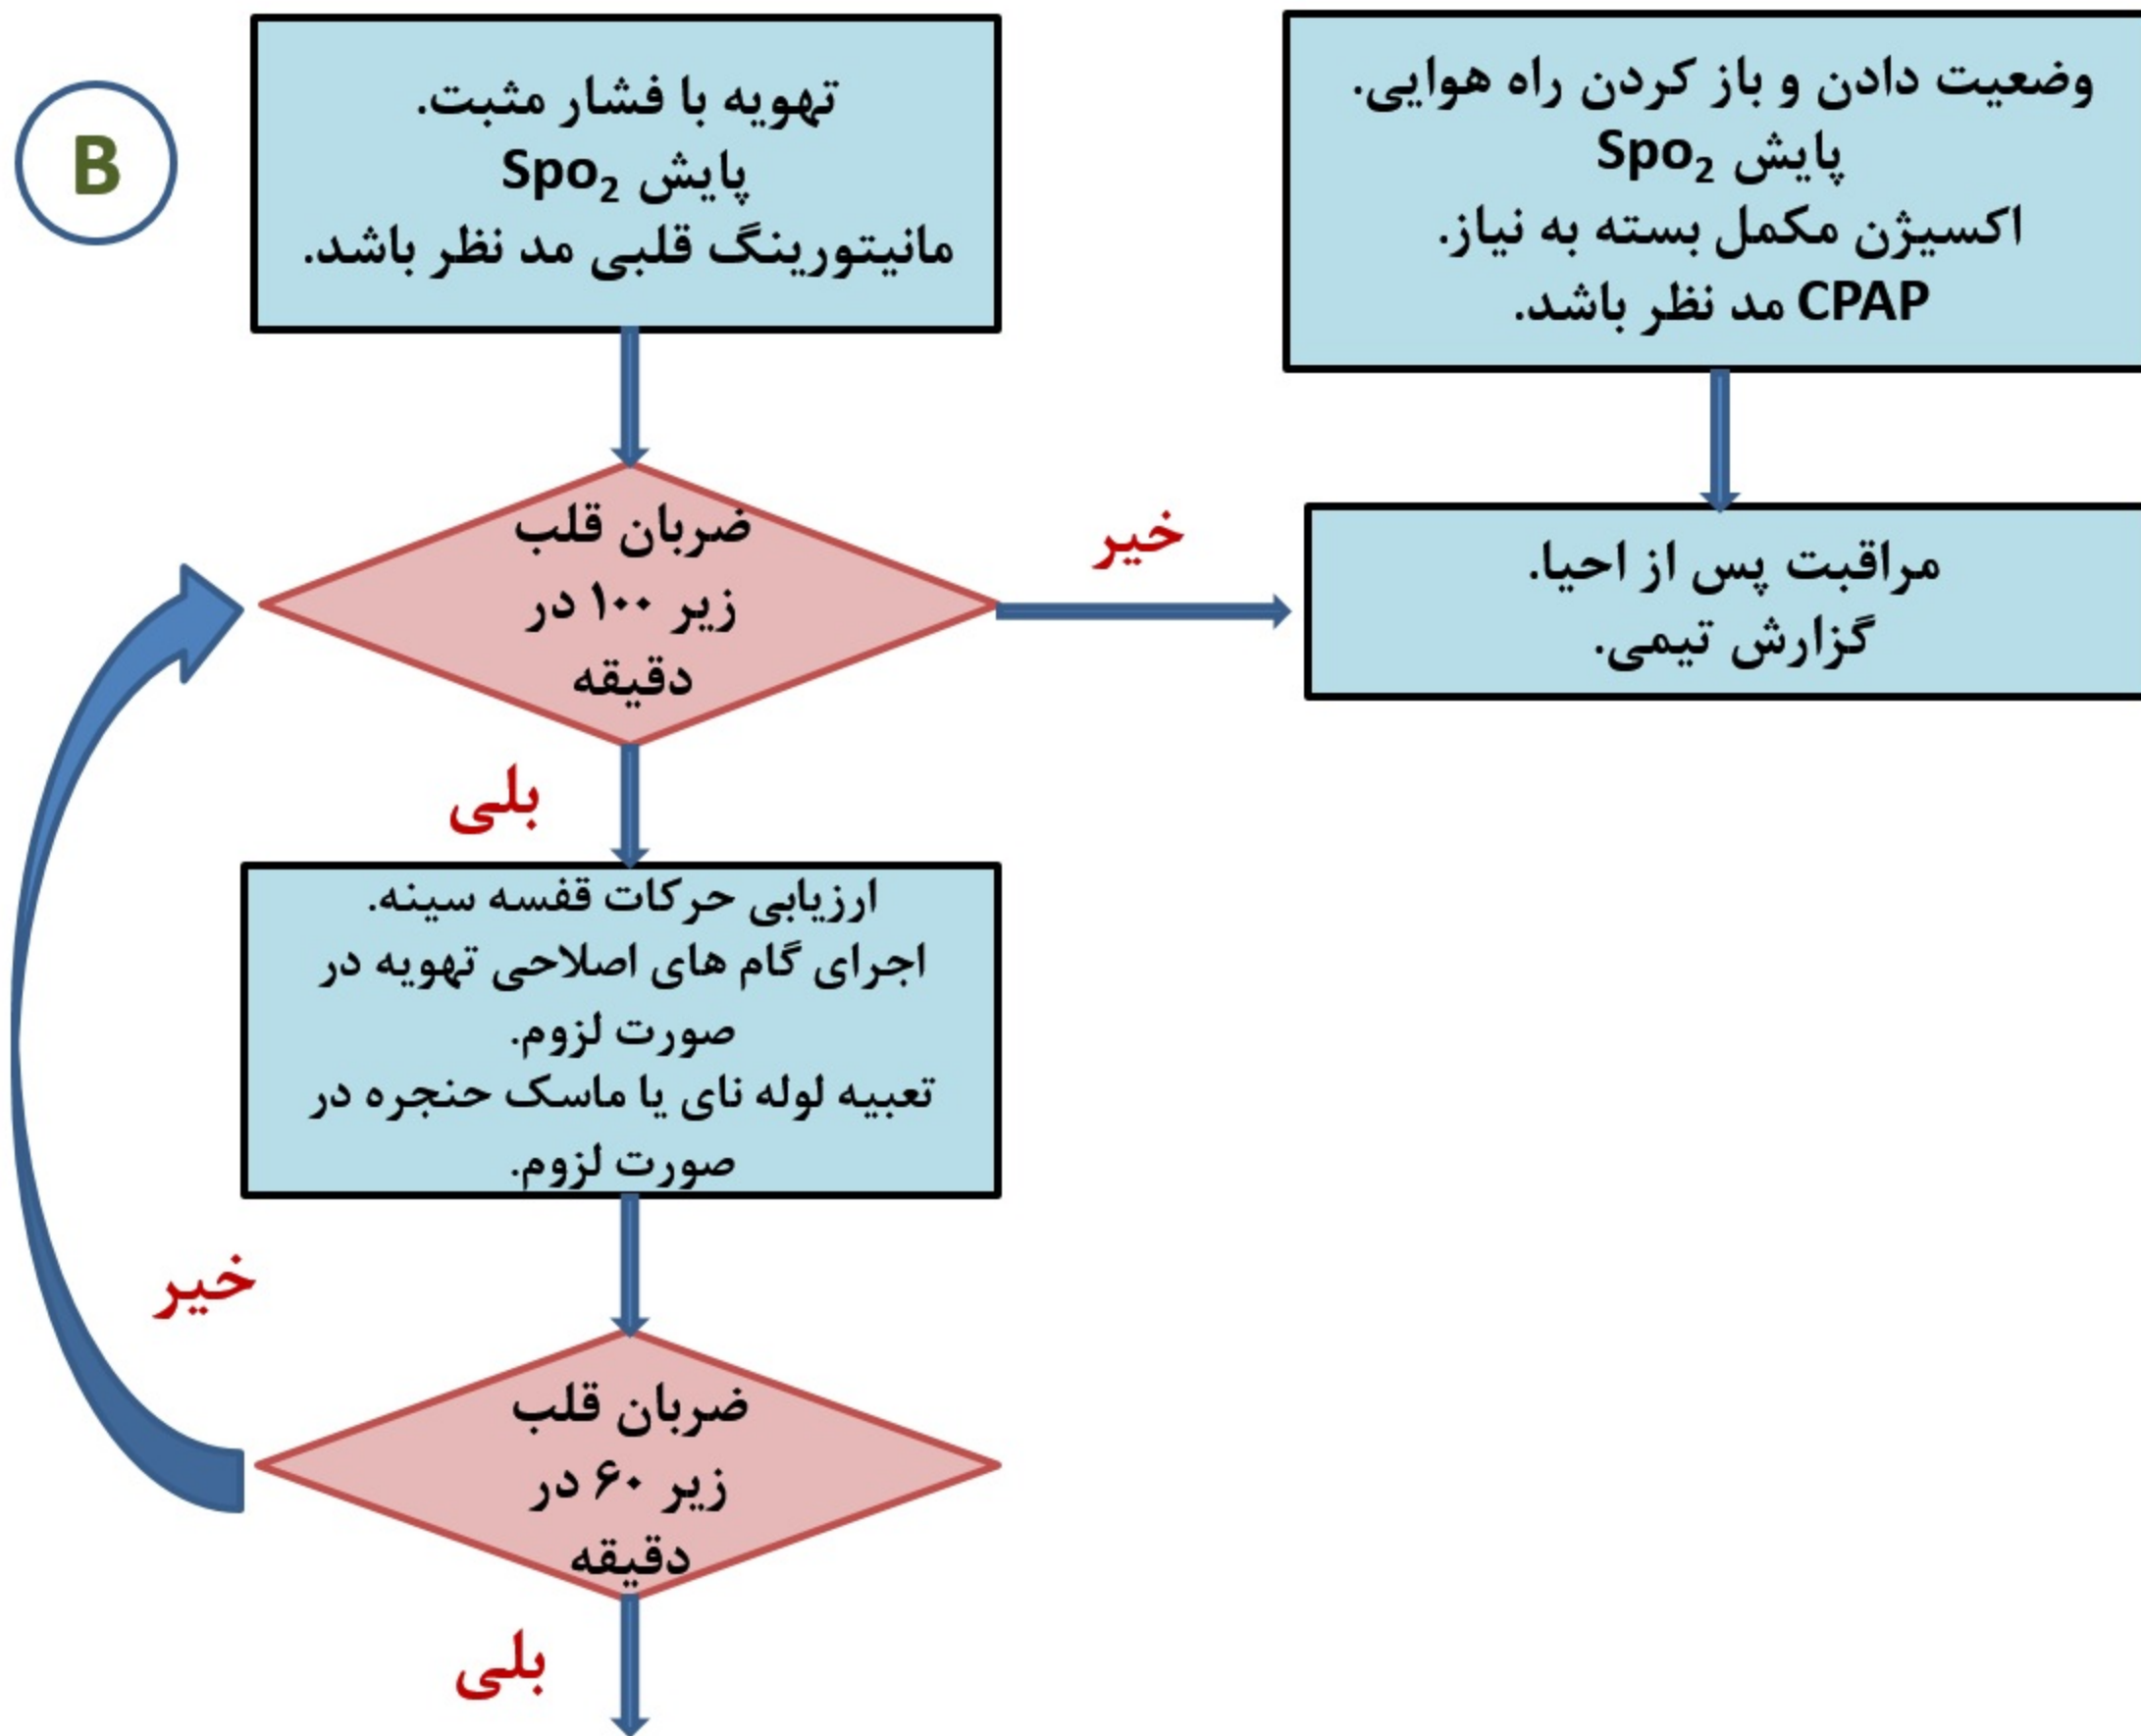 B
تهویه با فشار مثبت.
پایش Spo₂
مانیتورینگ قلبی مد نظر باشد.
وضعیت دادن و باز کردن راه هوایی.
پایش Spo₂
اکسیژن مکمل بسته به نیاز.
CPAP مد نظر باشد.
ضربان قلب
زیر ۱۰۰ در
دقیقه
خیر
مراقبت پس از احیا.
گزارش تیمی.
بلی
ارزیابی حرکات قفسه سینه.
اجرای گام های اصلاحی تهویه در
صورت لزوم.
تعبیه لوله نای یا ماسک حنجره در
صورت لزوم.
خیر
ضربان قلب
زیر ۶۰ در
دقیقه
بلی